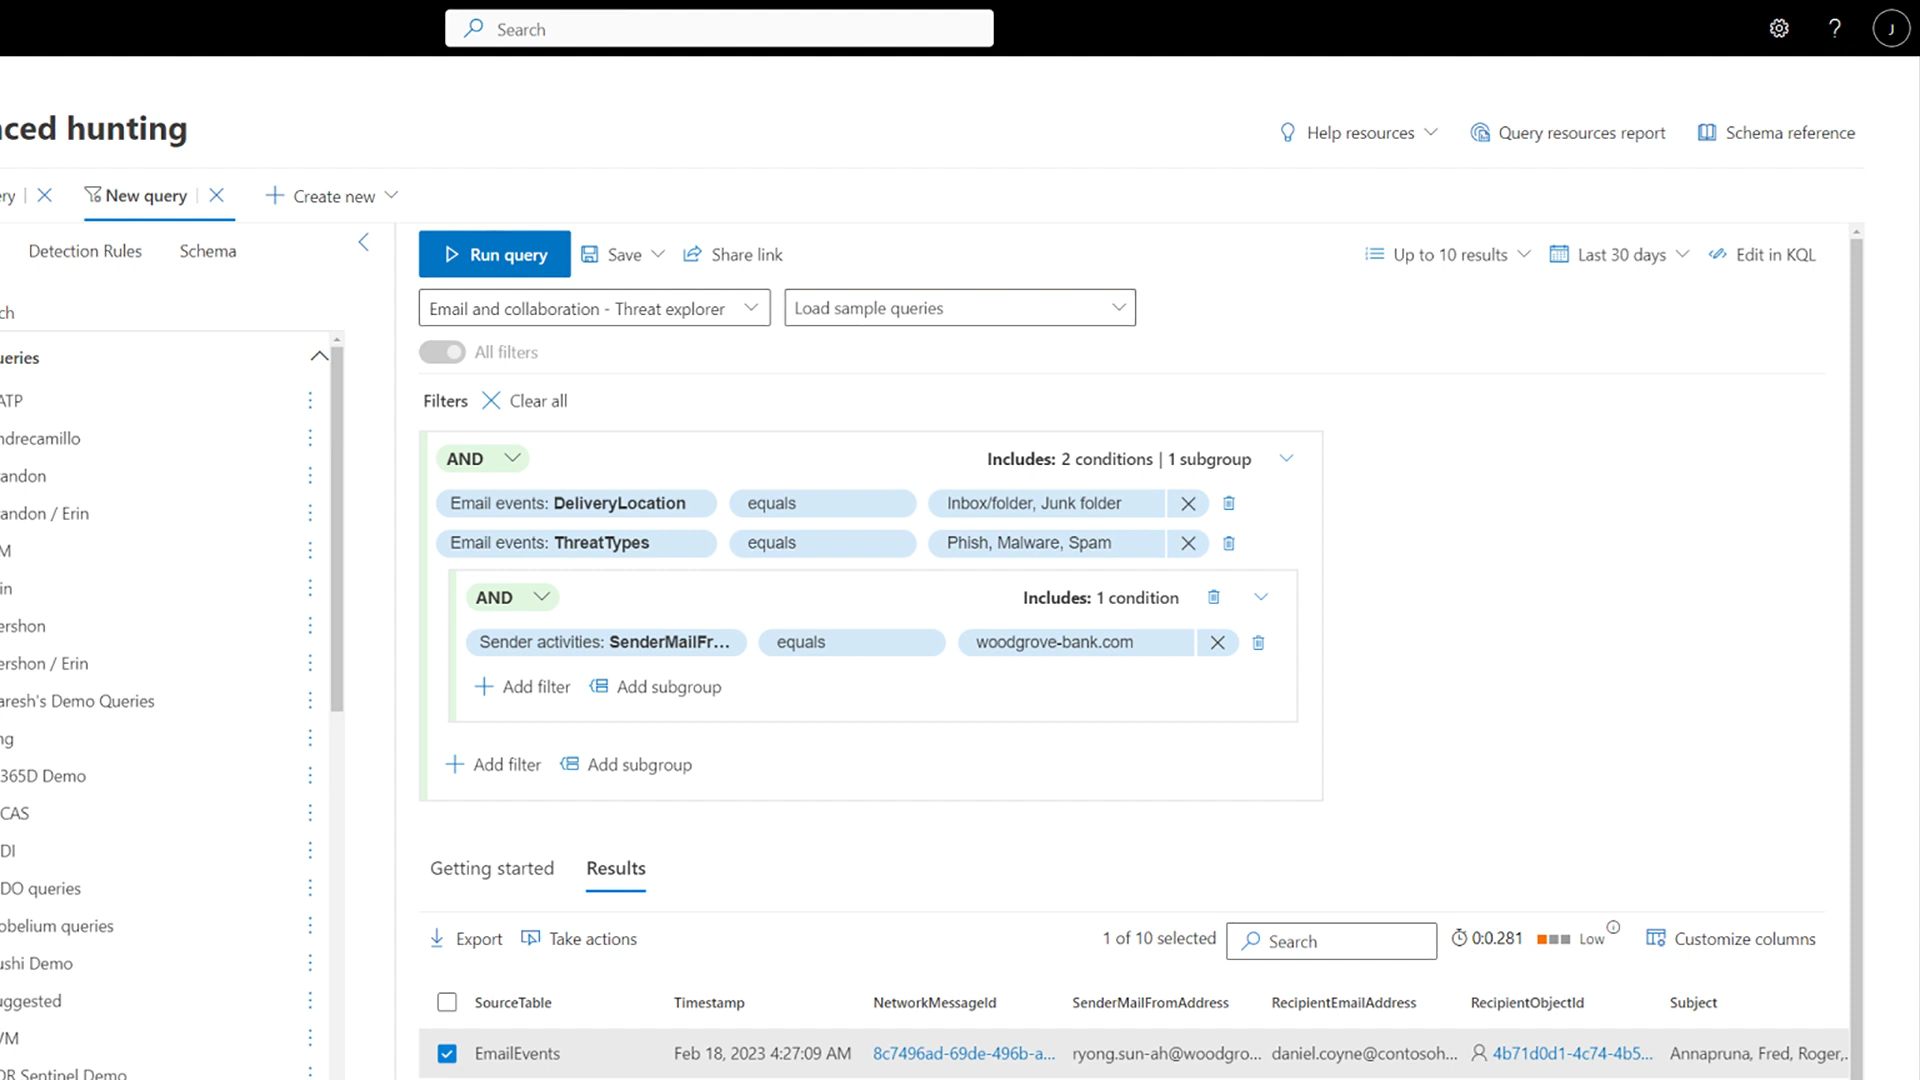 Search
J
nced hunting
Help resources
Query resources report
Schema reference
ry
New query
Create new
Detection Rules
Schema
Run query
Save
Share link
Up to 10 results
Last 30 days
Edit in KQL
Email and collaboration - Threat explorer
Load sample queries
ch
All filters
ueries
Filters
Clear all
ATP
ndrecamillo
AND
Includes: 2 conditions | 1 subgroup
randon
Email events: DeliveryLocation
equals
Inbox/folder, Junk folder
randon / Erin
Email events: ThreatTypes
equals
Phish, Malware, Spam
M
in
AND
Includes: 1 condition
ershon
Sender activities: SenderMailFr...
equals
woodgrove-bank.com
ershon / Erin
Add filter
Add subgroup
aresh's Demo Queries
ng
Add filter
Add subgroup
365D Demo
CAS
DI
Getting started
Results
DO queries
obelium queries
Export
Take actions
1 of 10 selected
Search
0:0.281
Low
Customize columns
ushi Demo
uggested
SourceTable
Timestamp
NetworkMessageId
SenderMailFromAddress
RecipientEmailAddress
RecipientObjectId
Subject
VM
EmailEvents
Feb 18, 2023 4:27:09 AM
8c7496ad-69de-496b-a...
ryong.sun-ah@woodgro...
daniel.coyne@contosoh...
4b71d0d1-4c74-4b5...
Annapruna, Fred, Roger,..
DR Sentinel Demo